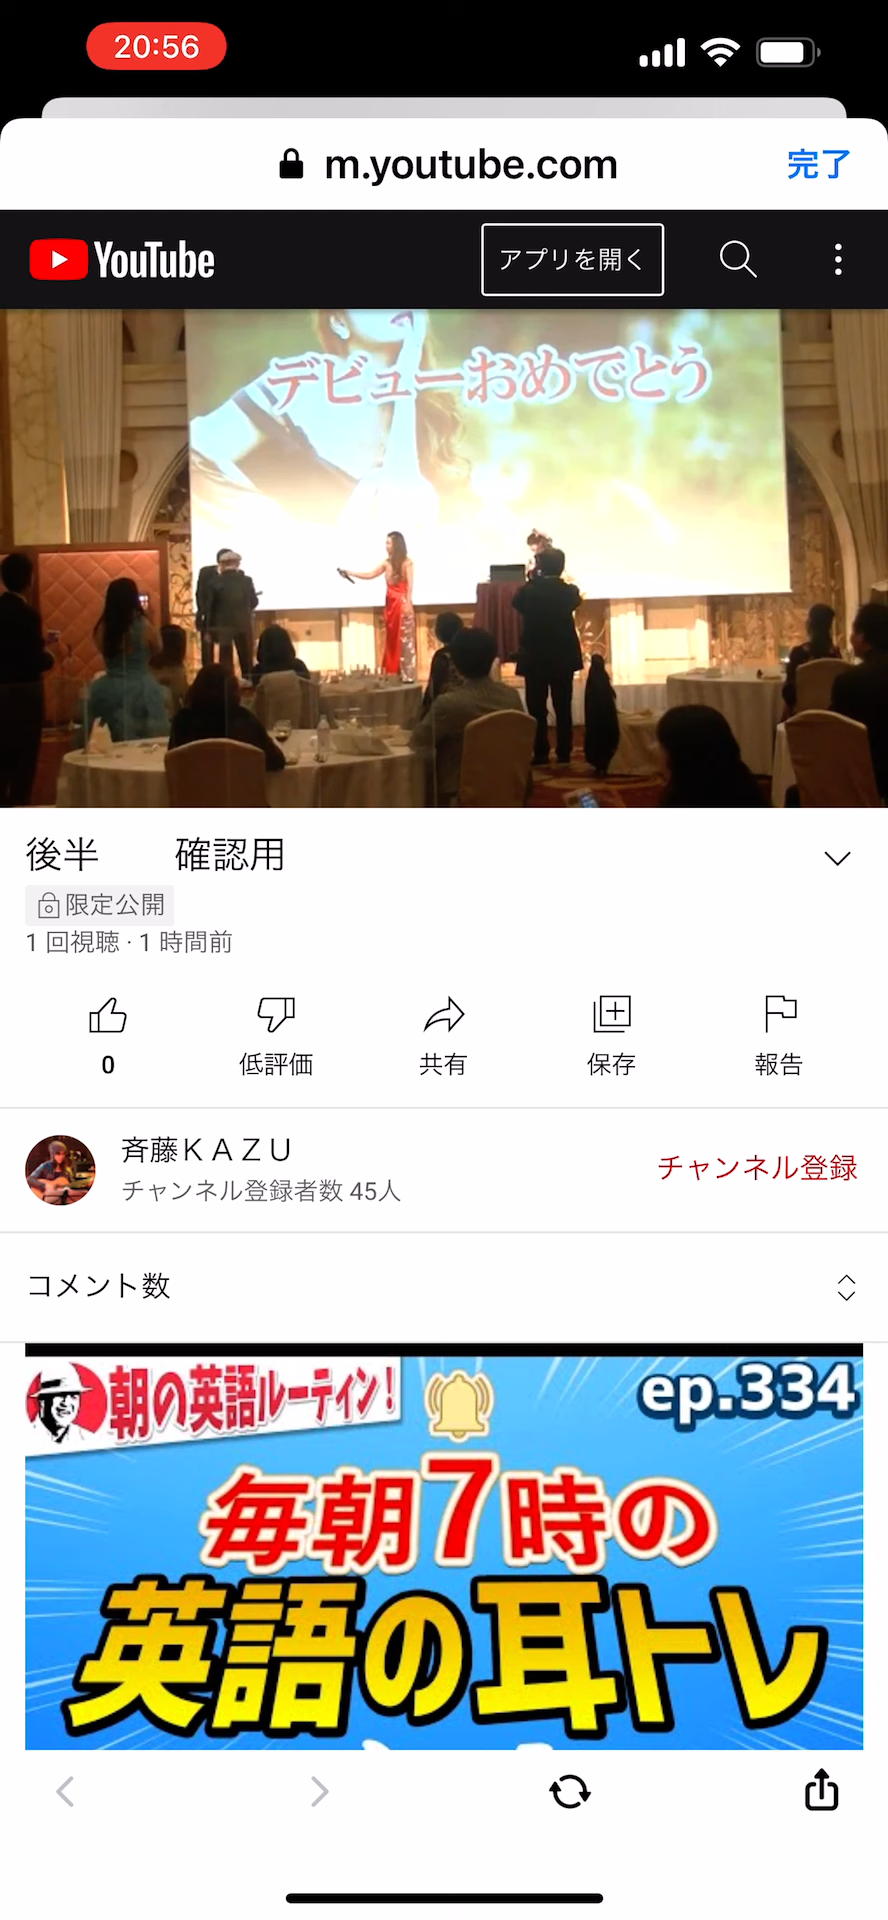 20:56
m.youtube.com
完了
YouTube
アプリを開く
デビューおめでとう
後半 確認用
限定公開
1 回視聴 · 1 時間前
0
低評価
共有
保存
報告
斉藤ＫＡＺＵ
チャンネル登録者数 45人
チャンネル登録
コメント数
朝の英語ルーティン！
ep.334
毎朝7時の
英語の耳トレ